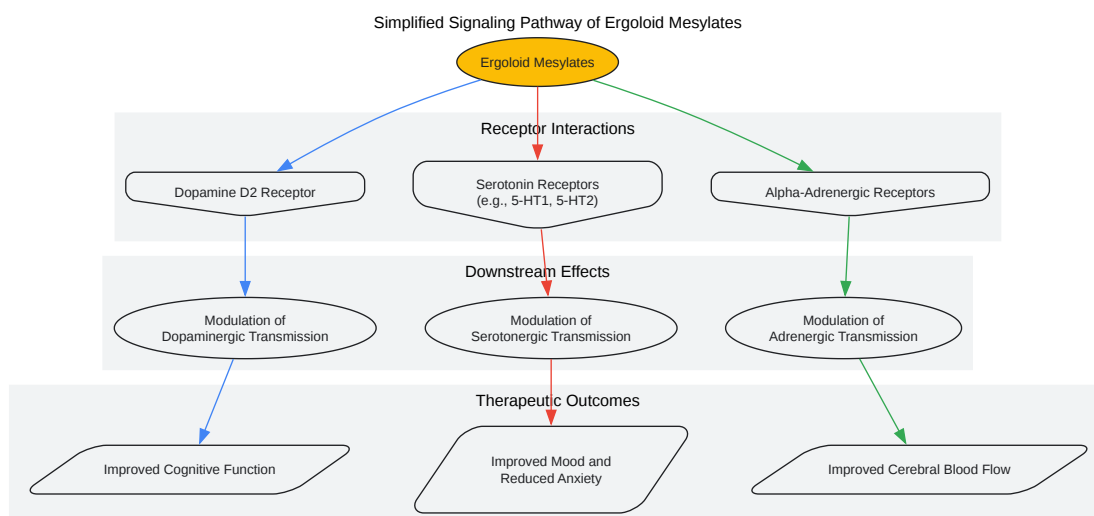 Simplified Signaling Pathway of Ergoloid Mesylates
Ergoloid Mesylates
Receptor Interactions
Dopamine D2 Receptor
Serotonin Receptors
(e.g., 5-HT1, 5-HT2)
Alpha-Adrenergic Receptors
Downstream Effects
Modulation of
Dopaminergic Transmission
Modulation of
Serotonergic Transmission
Modulation of
Adrenergic Transmission
Therapeutic Outcomes
Improved Cognitive Function
Improved Mood and
Reduced Anxiety
Improved Cerebral Blood Flow